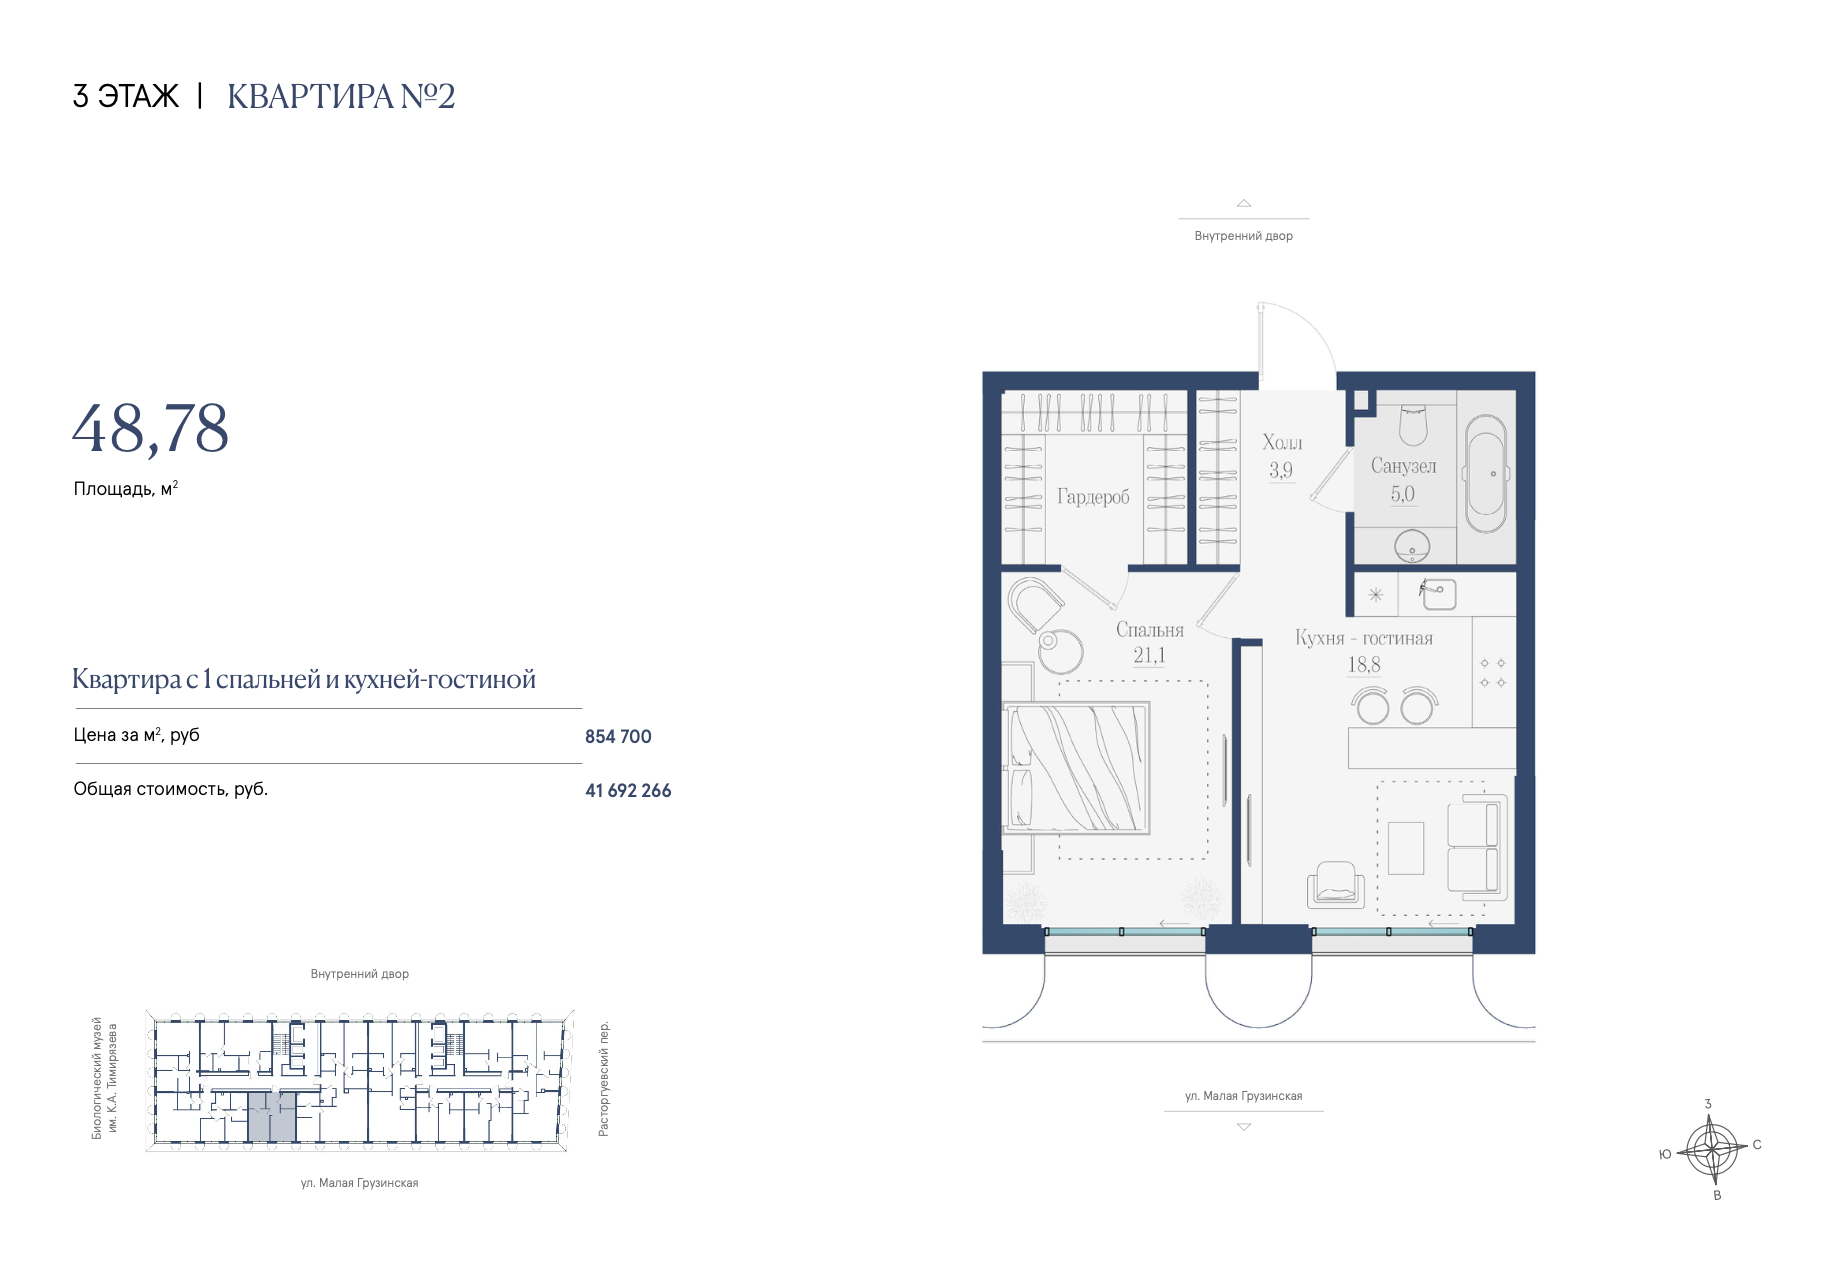 3 ЭТАЖ | КВАРТИРА №2
48,78
Площадь, м²
Квартира с 1 спальней и кухней-гостиной
Цена за м², руб 854 700
Общая стоимость, руб. 41 692 266
Внутренний двор
Биологический музей
им. К.А. Тимирязева
Расторгуевский пер.
ул. Малая Грузинская
Внутренний двор
Холл
3,9
Санузел
5,0
Гардероб
Спальня
21,1
Кухня - гостиная
18,8
ул. Малая Грузинская
З
Ю
С
В